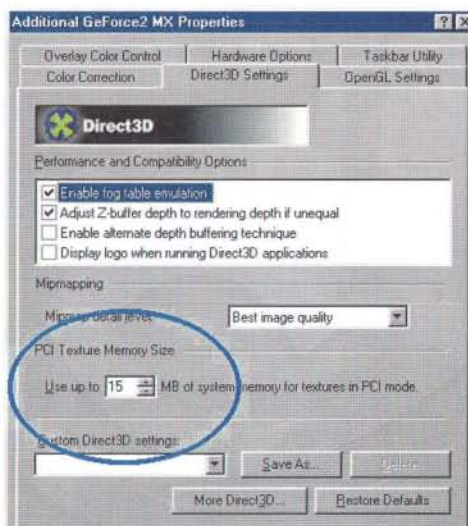 Additional GeForce2 MX Properties
Overlay Color Control Hardware Options Taskbar Utility
Color Correction Direct3D Settings OpenGL Settings
Direct3D
Performance and Compatibility Options
Enable fog table emulation
Adjust Z-buffer depth to rendering depth if unequal
Enable alternate depth buffering technique
Display logo when running Direct3D applications
Mipmapping
Mipmap detail level: Best image quality
PCI Texture Memory Size
Use up to 15 MB of system memory for textures in PCI mode.
Custom Direct3D settings:
Save As... Delete
More Direct3D... Restore Defaults